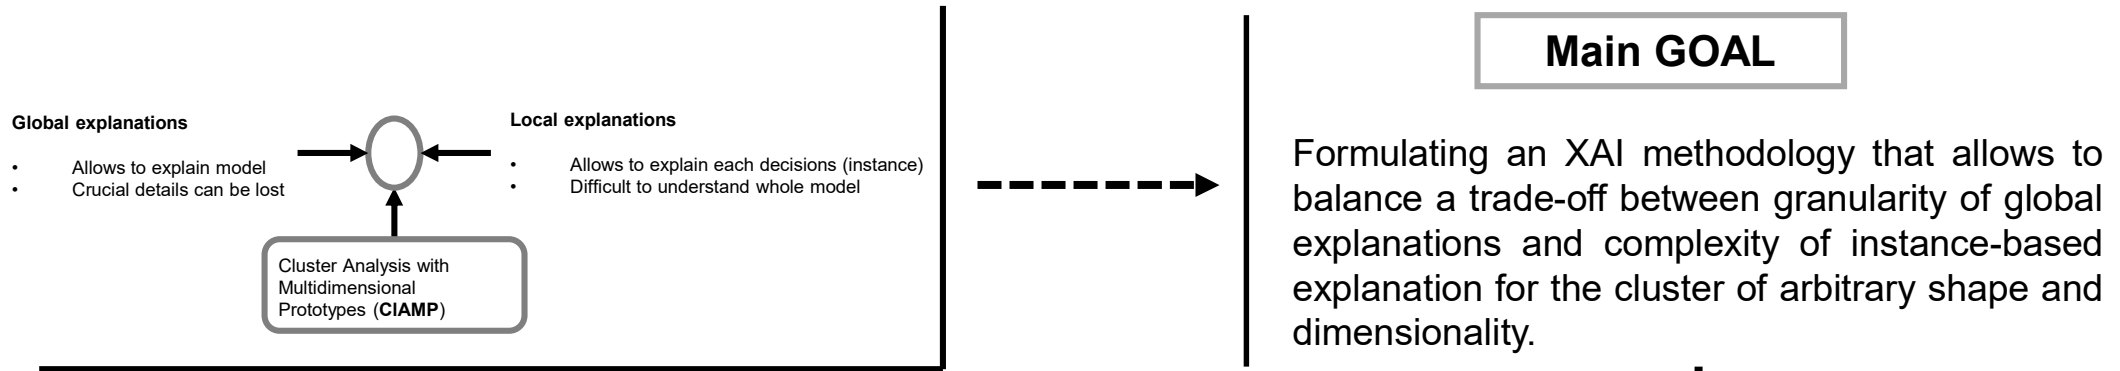 Global explanations
• Allows to explain model
• Crucial details can be lost
Local explanations
• Allows to explain each decisions (instance)
• Difficult to understand whole model
Cluster Analysis with
Multidimensional
Prototypes (ClAMP)
Main GOAL
Formulating an XAI methodology that allows to
balance a trade-off between granularity of global
explanations and complexity of instance-based
explanation for the cluster of arbitrary shape and
dimensionality.